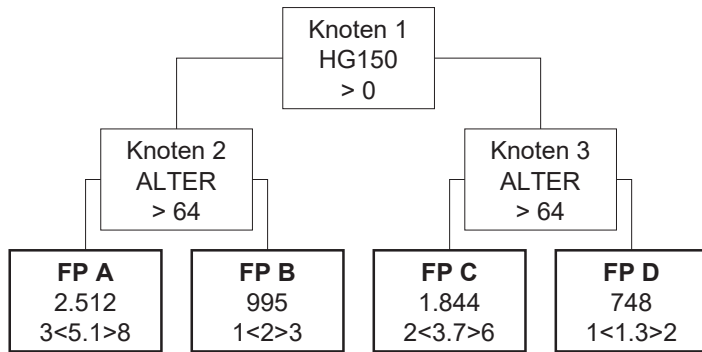 Knoten 1
HG150
> 0
Knoten 2
ALTER
> 64
Knoten 3
ALTER
> 64
FP A
2.512
3<5.1>8
FP B
995
1<2>3
FP C
1.844
2<3.7>6
FP D
748
1<1.3>2